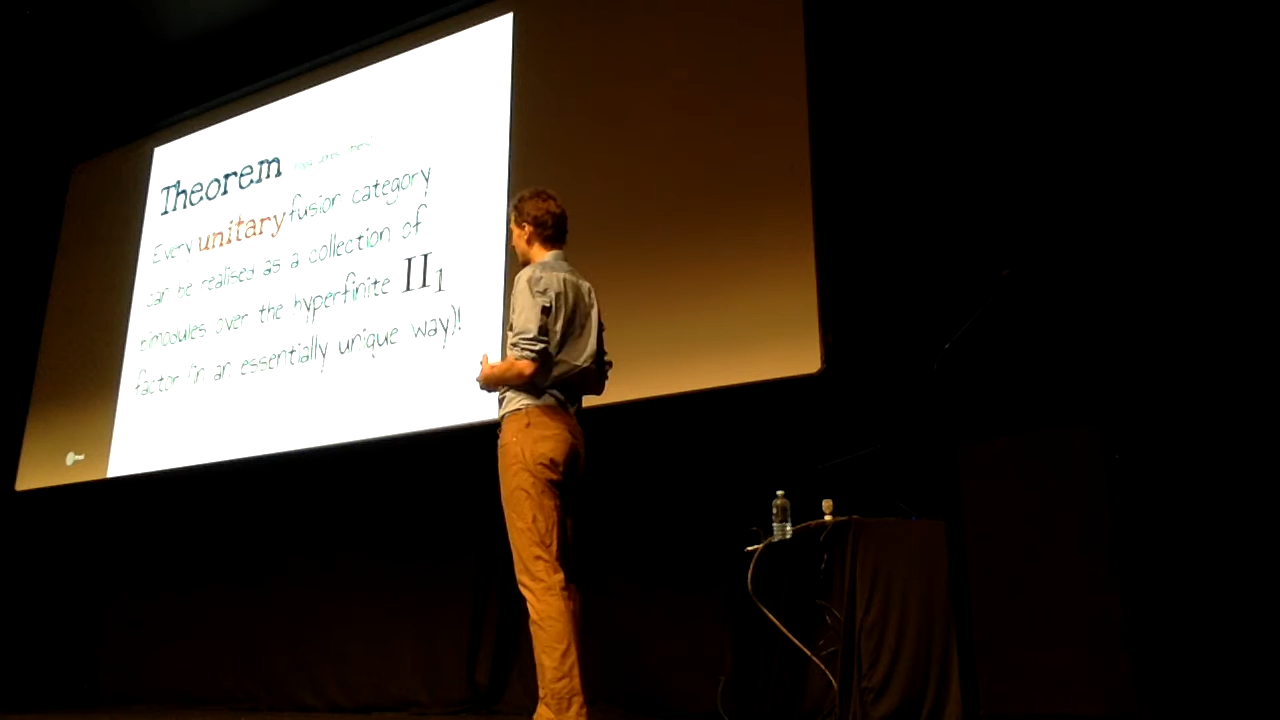 Theorem
Every unitary fusion category
can be realised as a collection of
bimodules over the hyperfinite II₁
factor (in an essentially unique way)!